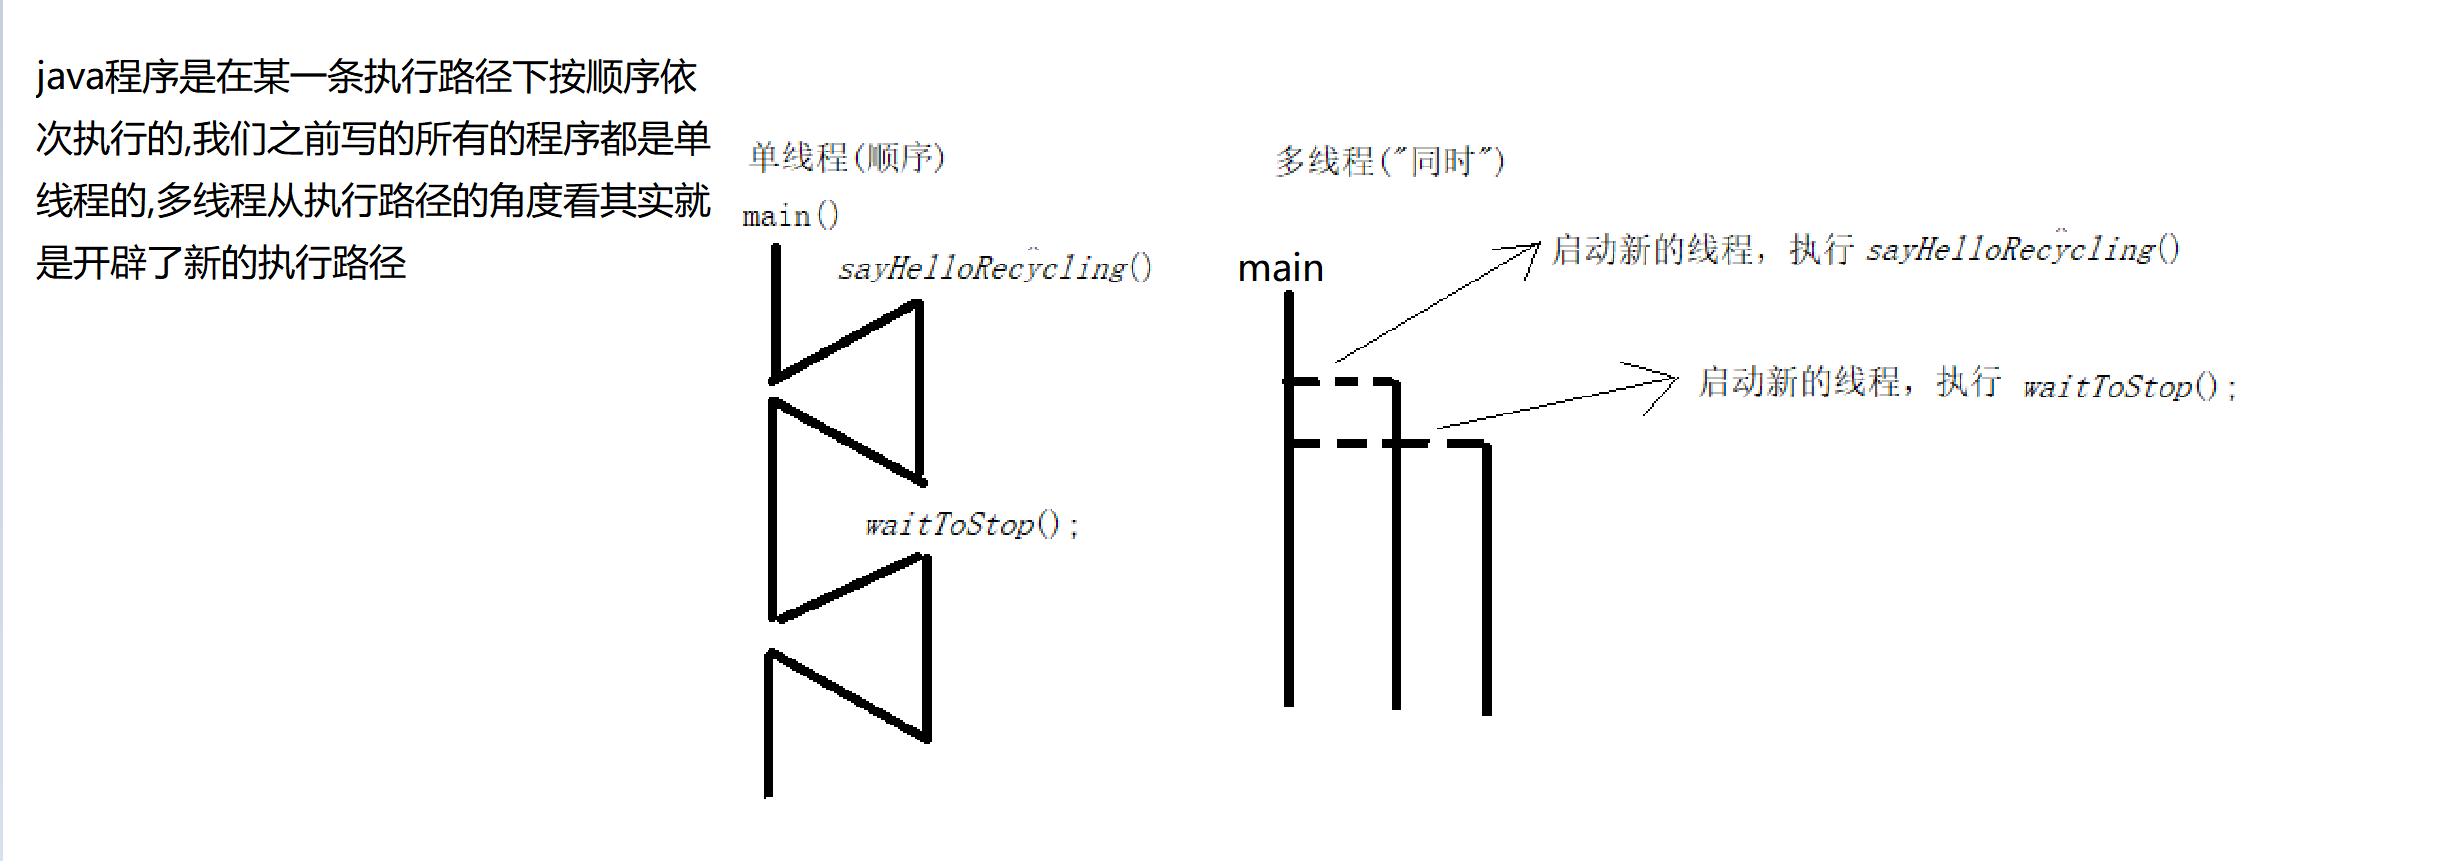 java程序是在某一条执行路径下按顺序依
次执行的,我们之前写的所有的程序都是单
线程的,多线程从执行路径的角度看其实就
是开辟了新的执行路径
单线程(顺序)
main()
sayHelloRecycling()
waitToStop();
多线程("同时")
main
启动新的线程，执行 sayHelloRecycling()
启动新的线程，执行 waitToStop();